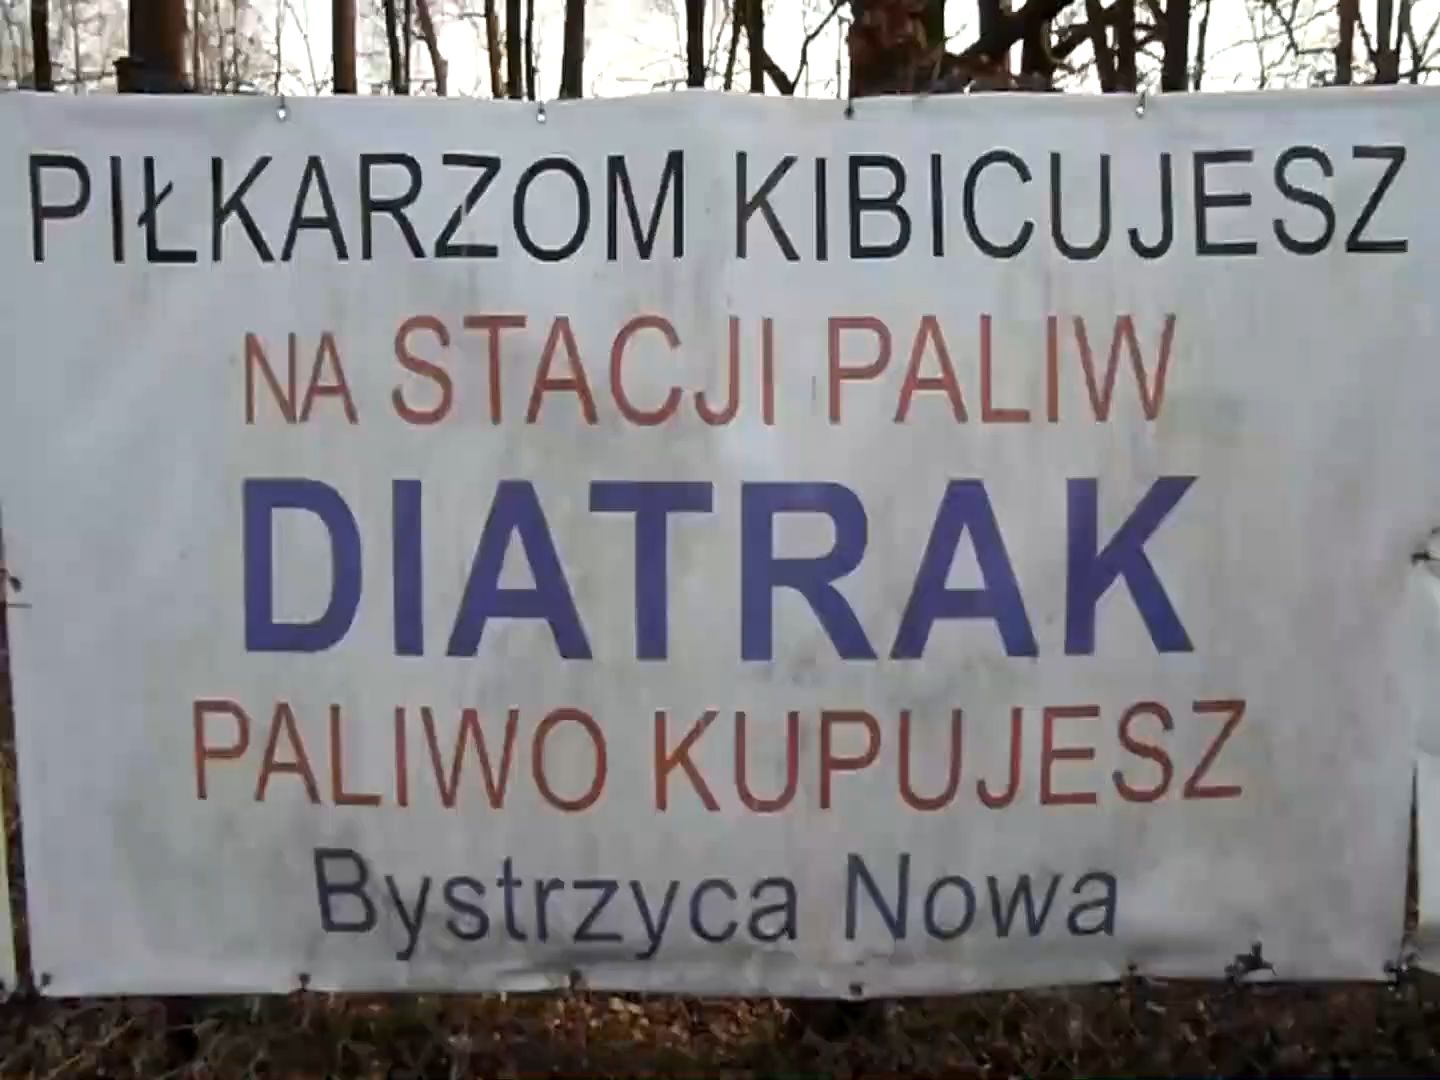 PIŁKARZOM KIBICUJESZ
NA STACJI PALIW
DIATRAK
PALIWO KUPUJESZ
Bystrzyca Nowa